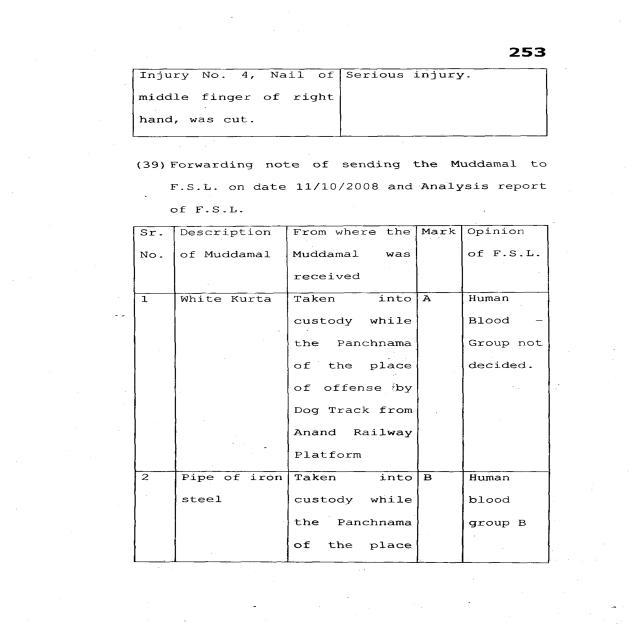 253
Injury No. 4, Nail of Serious injury.
middle finger of right
hand, was cut.
(39) Forwarding note of sending the Muddamal to
F.S.L. on date 11/10/2008 and Analysis report
of F.S.L.
Sr. Description From where the Mark Opinion
No. of Muddamal Muddamal was of F.S.L.
received
1 White Kurta Taken into A Human
custody while Blood –
the Panchnama Group not
of the place decided.
of offense by
Dog Track from
Anand Railway
Platform
2 Pipe of iron Taken into B Human
steel custody while blood
the Panchnama group B
of the place